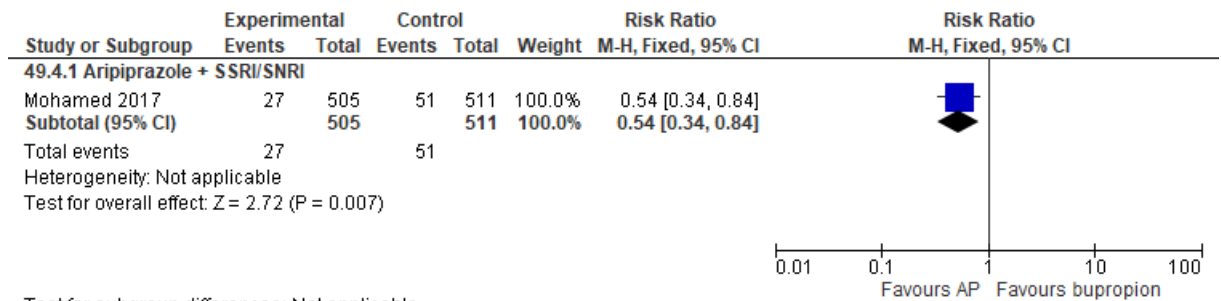 Experimental Control Risk Ratio Risk Ratio
Study or Subgroup Events Total Events Total Weight M-H, Fixed, 95% CI M-H, Fixed, 95% CI
49.4.1 Aripiprazole + SSRI/SNRI
Mohamed 2017 27 505 51 511 100.0% 0.54 [0.34, 0.84]
Subtotal (95% CI) 505 511 100.0% 0.54 [0.34, 0.84]
Total events 27 51
Heterogeneity: Not applicable
Test for overall effect: Z = 2.72 (P = 0.007)
0.01 0.1 1 10 100
Favours AP Favours bupropion